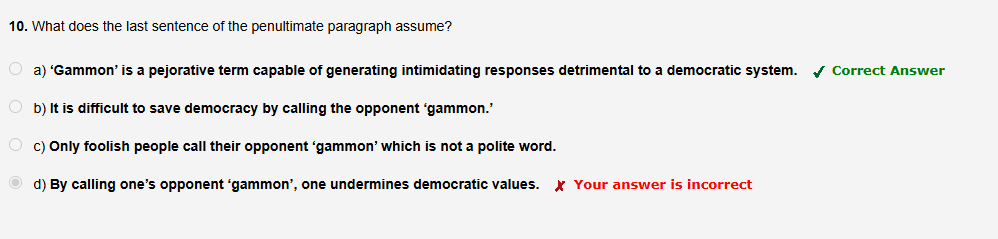 10. What does the last sentence of the penultimate paragraph assume?
a) ‘Gammon’ is a pejorative term capable of generating intimidating responses detrimental to a democratic system. ✓ Correct Answer
b) It is difficult to save democracy by calling the opponent ‘gammon.’
c) Only foolish people call their opponent ‘gammon’ which is not a polite word.
d) By calling one’s opponent ‘gammon’, one undermines democratic values. ✗ Your answer is incorrect